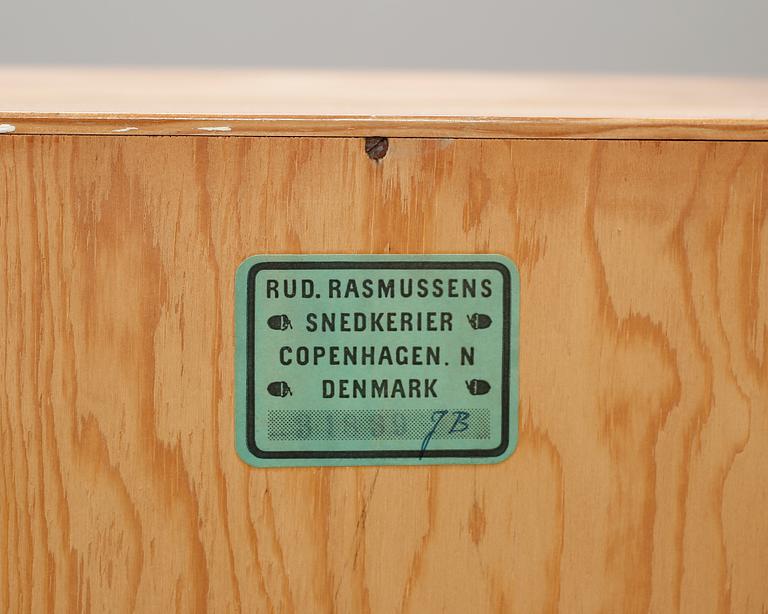 RUD. RASMUSSENS
SNEDKERIER
COPENHAGEN. N
DENMARK
JB